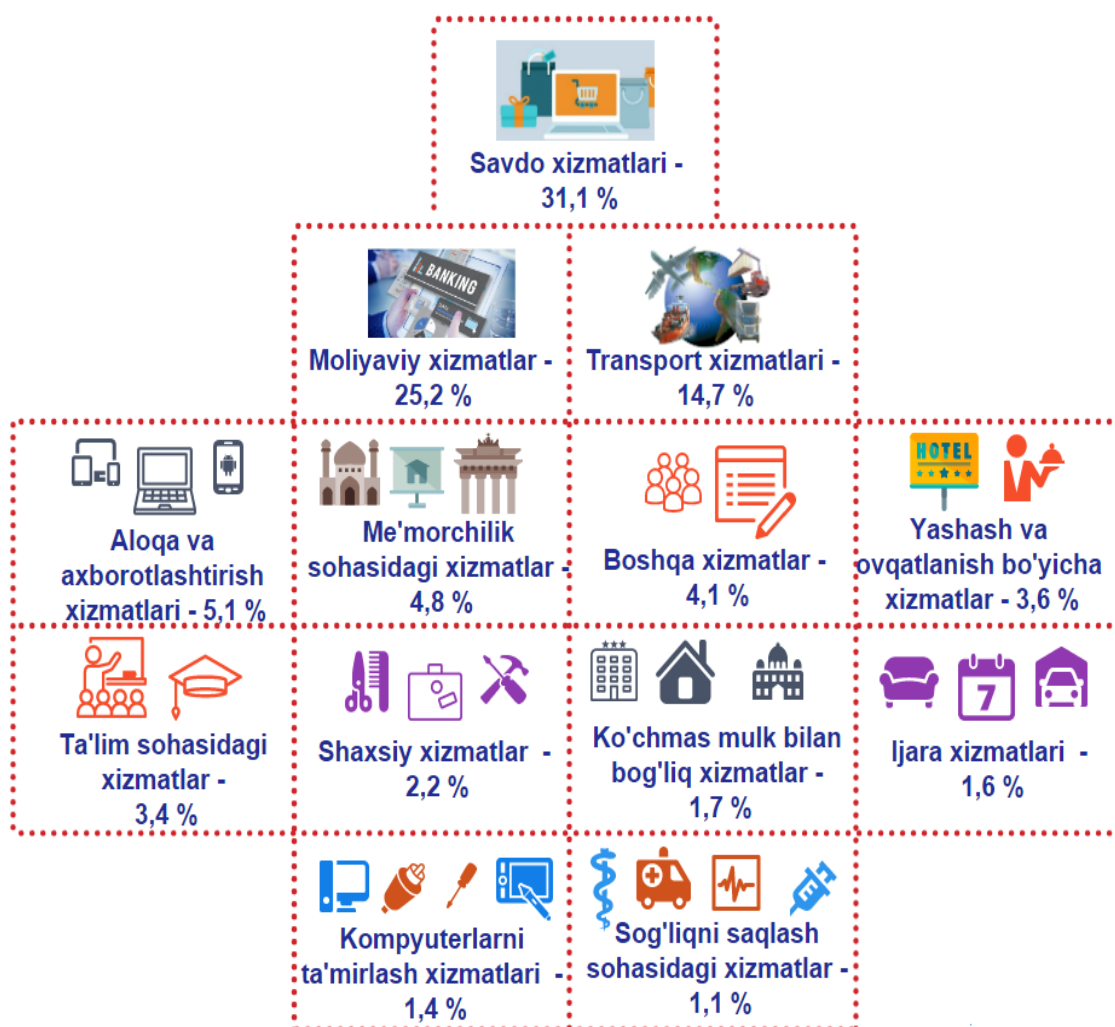 Savdo xizmatlari -
31,1 %
BANKING
Moliyaviy xizmatlar -
25,2 %
Transport xizmatlari -
14,7 %
Aloqa va
axborotlashtirish
xizmatlari - 5,1 %
Me'morchilik
sohasidagi xizmatlar -
4,8 %
Boshqa xizmatlar -
4,1 %
HOTEL
Yashash va
ovqatlanish bo'yicha
xizmatlar - 3,6 %
Ta'lim sohasidagi
xizmatlar -
3,4 %
Shaxsiy xizmatlar -
2,2 %
Ko'chmas mulk bilan
bog'liq xizmatlar -
1,7 %
7
Ijara xizmatlari -
1,6 %
Kompyuterlarni
ta'mirlash xizmatlari -
1,4 %
Sog'liqni saqlash
sohasidagi xizmatlar -
1,1 %